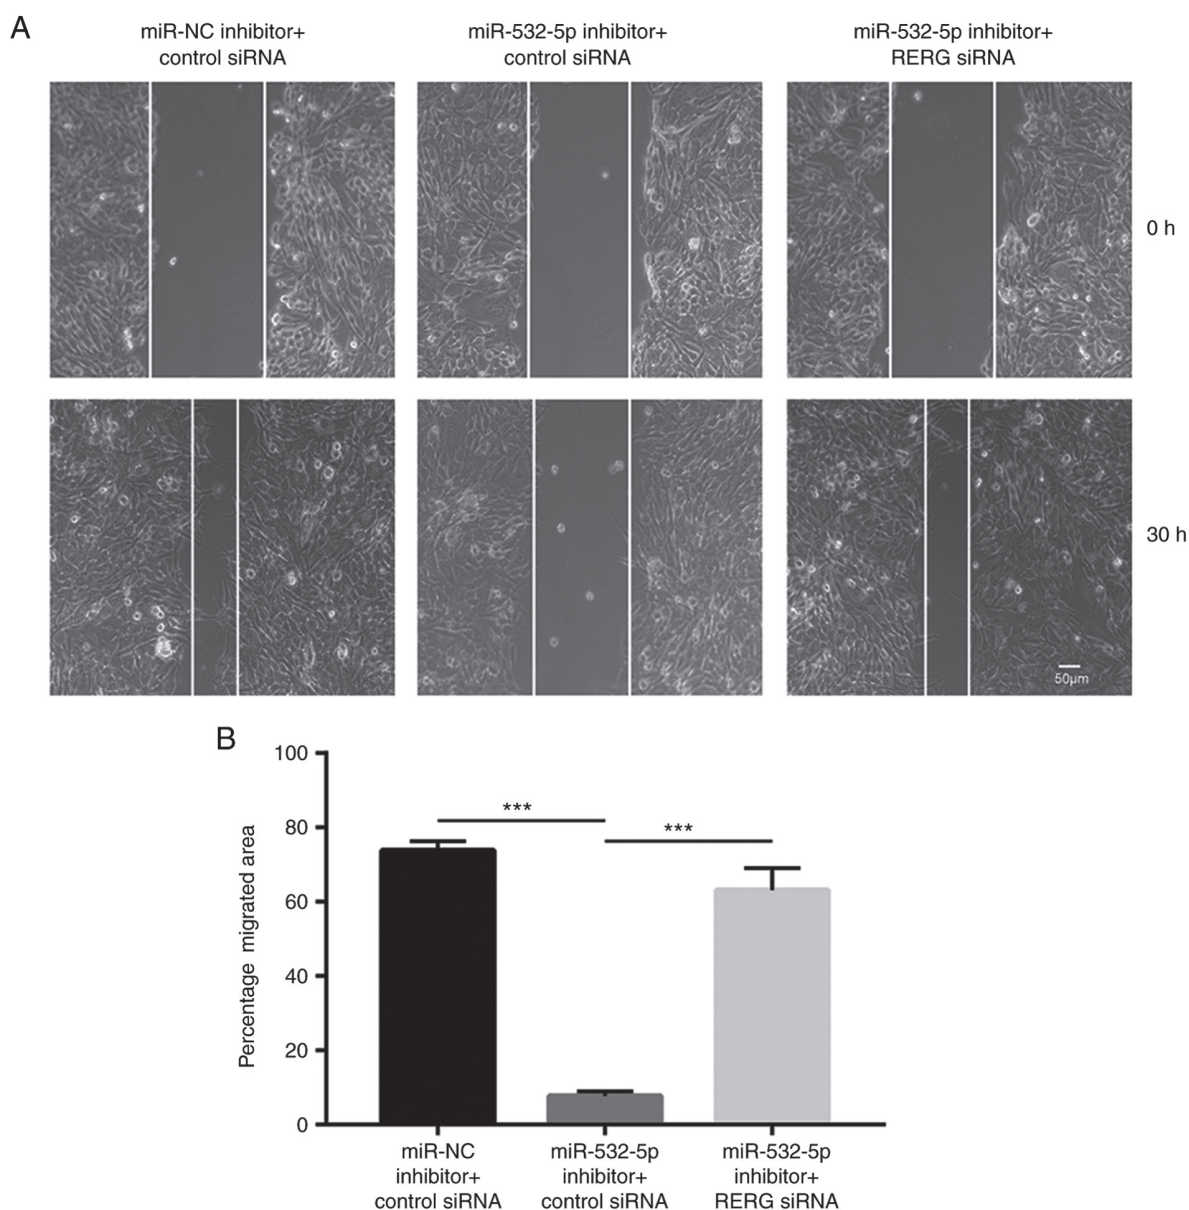 A
miR-NC inhibitor+
control siRNA
miR-532-5p inhibitor+
control siRNA
miR-532-5p inhibitor+
RERG siRNA
0 h
30 h
50µm
B
Percentage migrated area
100
80
60
40
20
0
***
***
miR-NC
inhibitor+
control siRNA
miR-532-5p
inhibitor+
control siRNA
miR-532-5p
inhibitor+
RERG siRNA